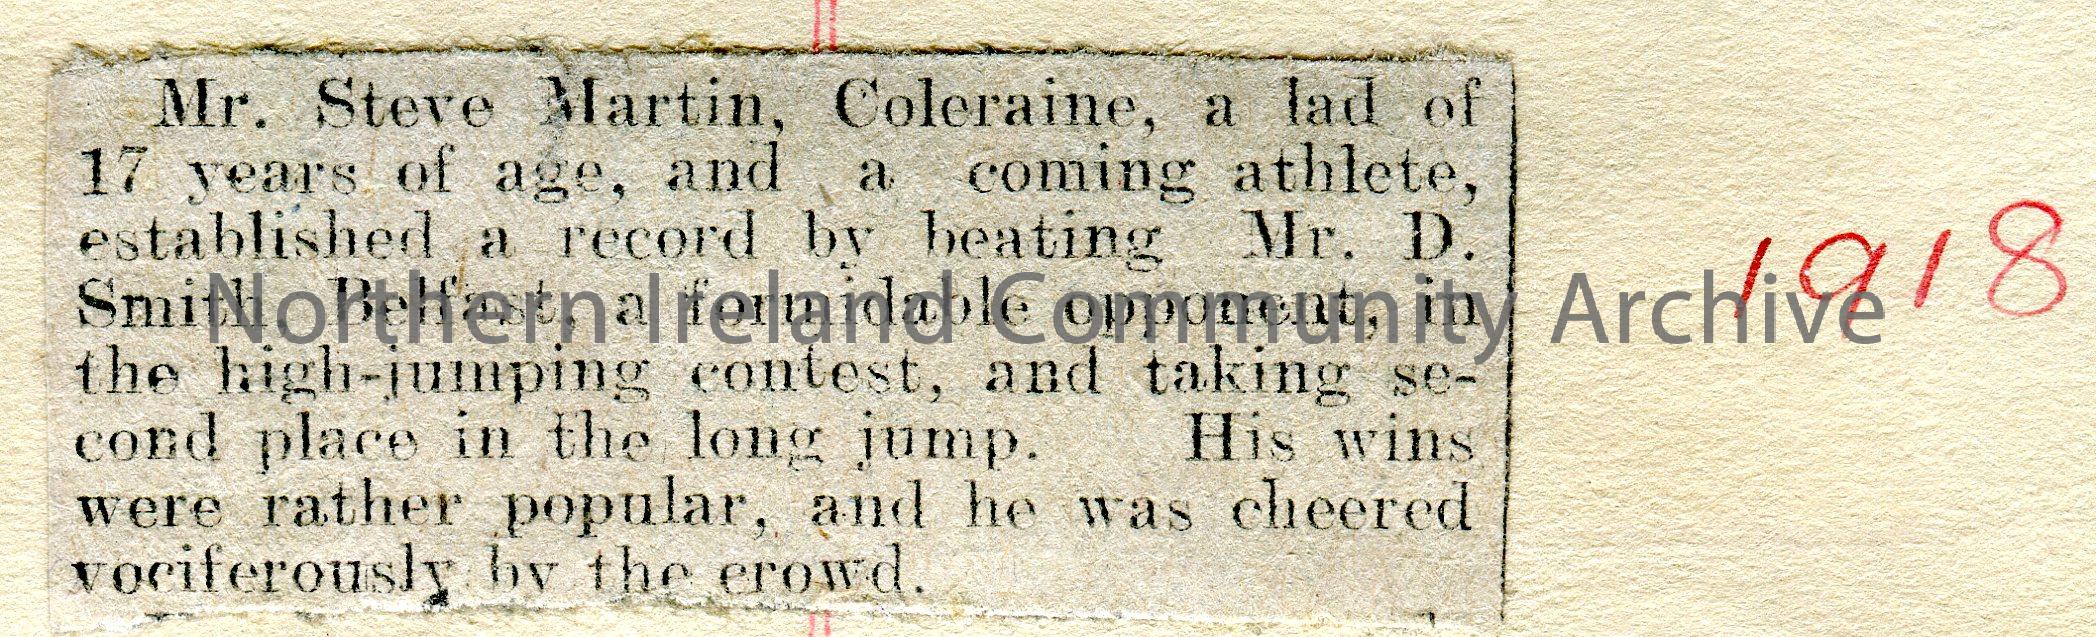 Mr. Steve Martin, Coleraine, a lad of
17 years of age, and a coming athlete,
established a record by beating Mr. D.
Smith, Belfast, a formidable opponent, in
the high-jumping contest, and taking se-
cond place in the long jump. His wins
were rather popular, and he was cheered
vociferously by the crowd.
1918
Northern Ireland Community Archive